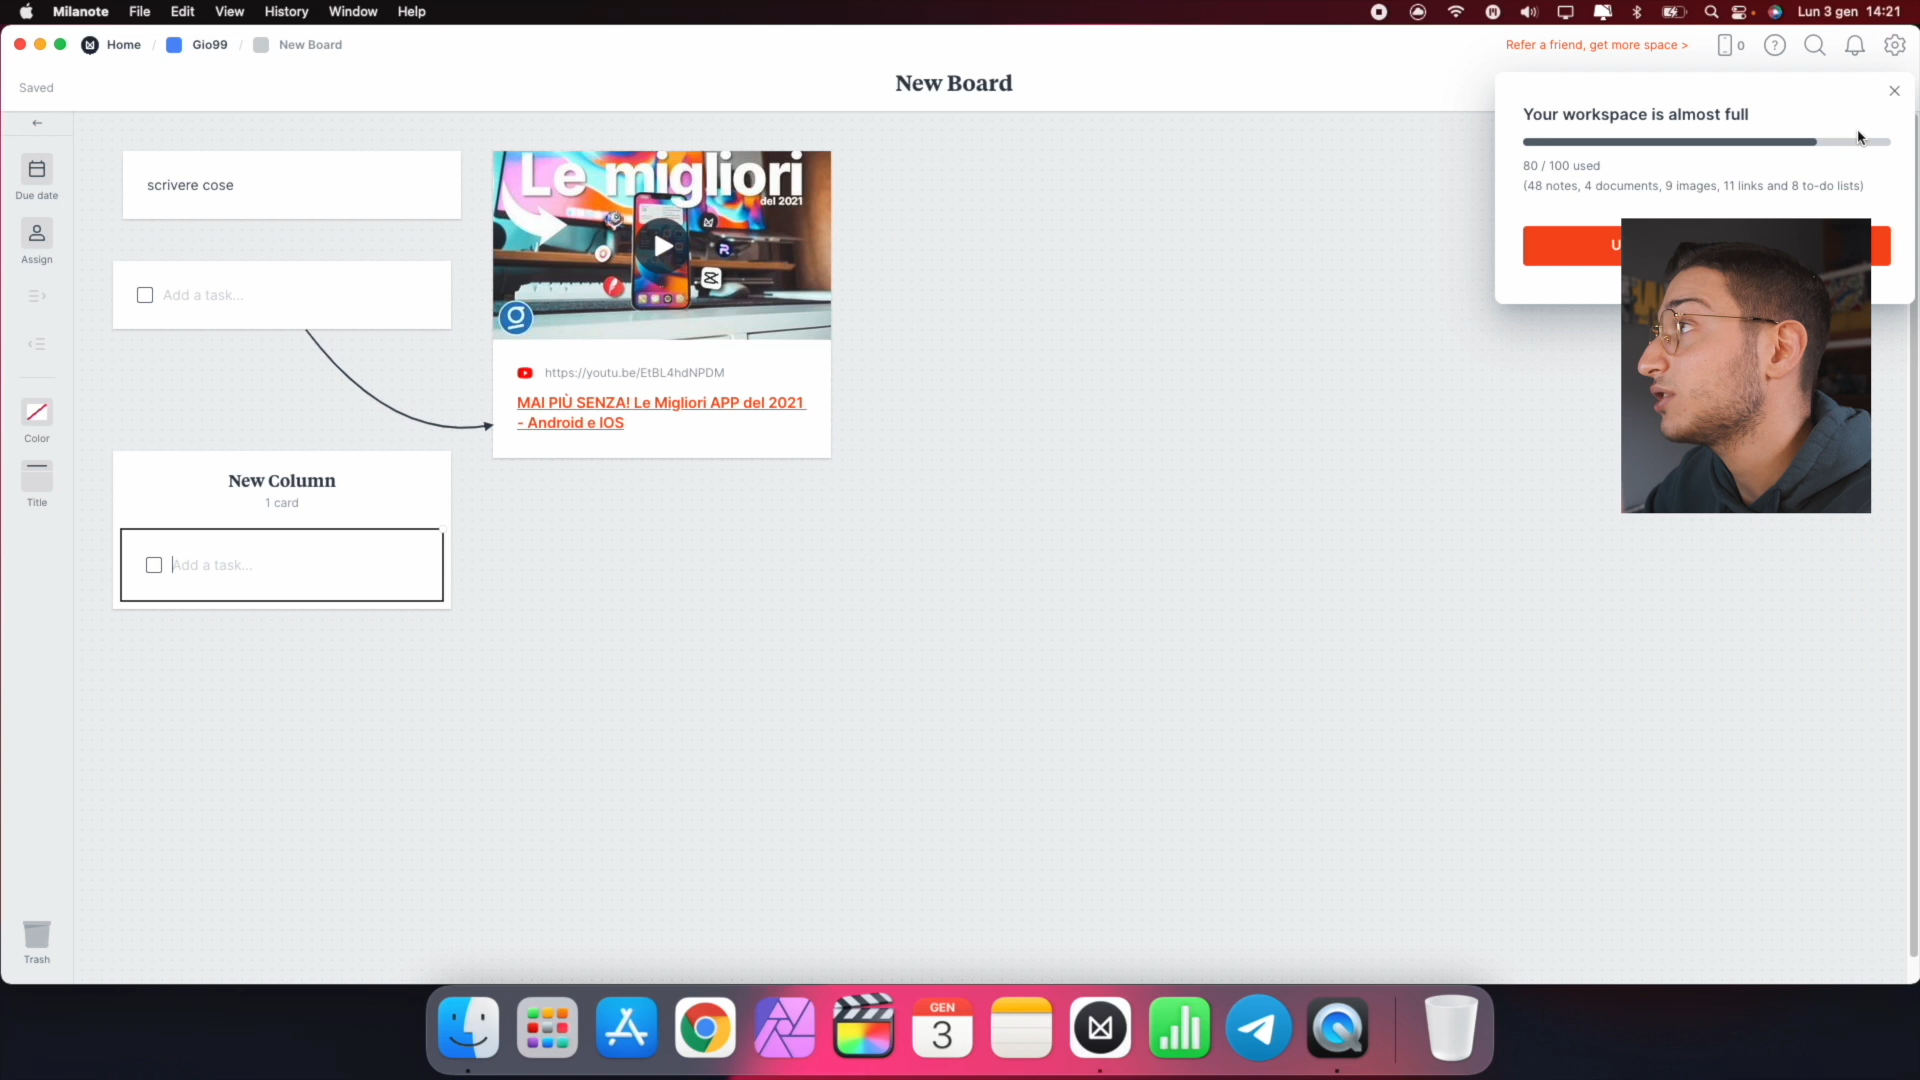 Milanote File Edit View History Window Help
Lun 3 gen 14:21
Home / Gio99 / New Board
Refer a friend, get more space >
0
Saved
New Board
Your workspace is almost full
80 / 100 used
(48 notes, 4 documents, 9 images, 11 links and 8 to-do lists)
U
Due date
Assign
Color
Title
Trash
scrivere cose
Add a task...
Le migliori
del 2021
https://youtu.be/EtBL4hdNPDM
MAI PIÙ SENZA! Le Migliori APP del 2021
- Android e IOS
New Column
1 card
Add a task...
GEN
3